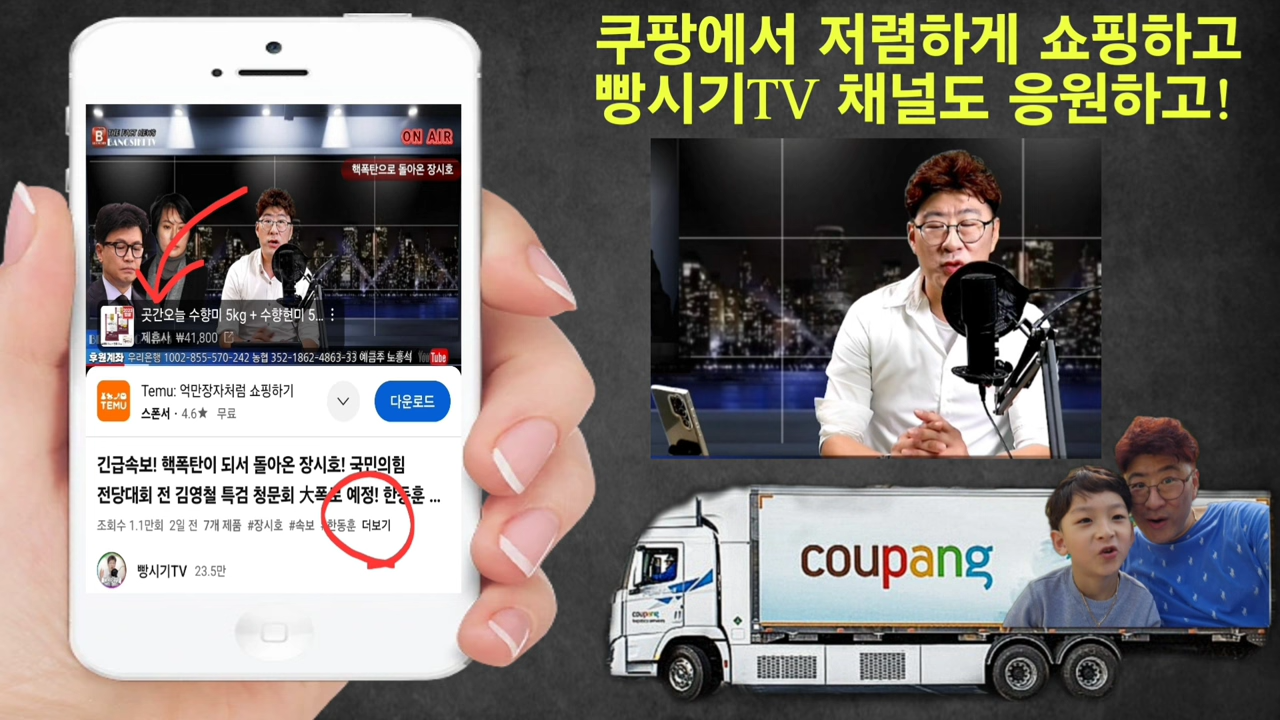 쿠팡에서 저렴하게 쇼핑하고
빵시기TV 채널도 응원하고!
B THE FACT NEWS
BANGSIKITV
ON AIR
핵폭탄으로 돌아온 장시호
곳간오늘 수향미 5kg + 수향현미 5...
제휴사 ₩41,800
후원계좌 우리은행 1002-855-570-242 농협 352-1862-4863-33 예금주 노흥식 YouTube
TEMU
Temu: 억만장자처럼 쇼핑하기
스폰서 · 4.6★ 무료
다운로드
긴급속보! 핵폭탄이 되서 돌아온 장시호! 국민의힘
전당대회 전 김영철 특검 청문회 大폭로 예정! 한동훈 ...
조회수 1.1만회 2일 전 7개 제품 #장시호 #속보 #한동훈 더보기
빵시기TV 23.5만
coupang
coupang